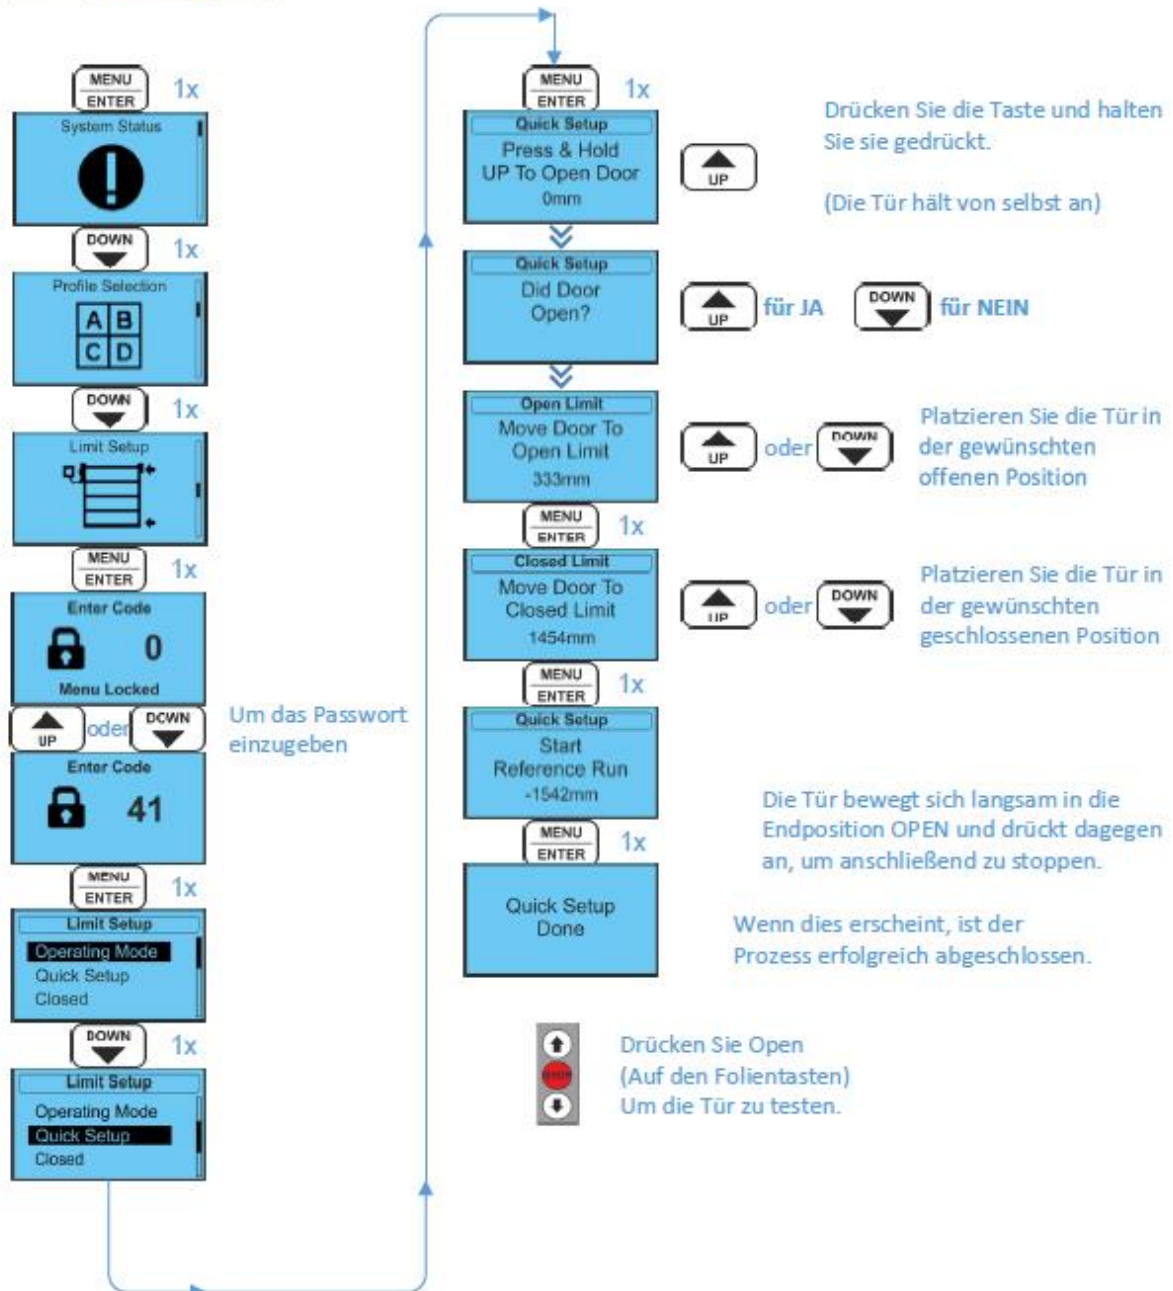 MENU
ENTER
1x
System Status
DOWN
1x
Profile Selection
A B
C D
DOWN
1x
Limit Setup
MENU
ENTER
1x
Enter Code
0
Menu Locked
UP
oder
DOWN
Um das Passwort
einzugeben
Enter Code
41
MENU
ENTER
1x
Limit Setup
Operating Mode
Quick Setup
Closed
DOWN
1x
Limit Setup
Operating Mode
Quick Setup
Closed
MENU
ENTER
1x
Quick Setup
Press & Hold
UP To Open Door
0mm
UP
Drücken Sie die Taste und halten
Sie sie gedrückt.
(Die Tür hält von selbst an)
Quick Setup
Did Door
Open?
UP
für JA
DOWN
für NEIN
Open Limit
Move Door To
Open Limit
333mm
UP
oder
DOWN
Platzieren Sie die Tür in
der gewünschten
offenen Position
MENU
ENTER
1x
Closed Limit
Move Door To
Closed Limit
1454mm
UP
oder
DOWN
Platzieren Sie die Tür in
der gewünschten
geschlossenen Position
MENU
ENTER
1x
Quick Setup
Start
Reference Run
-1542mm
Die Tür bewegt sich langsam in die
Endposition OPEN und drückt dagegen
an, um anschließend zu stoppen.
MENU
ENTER
1x
Quick Setup
Done
Wenn dies erscheint, ist der
Prozess erfolgreich abgeschlossen.
STOP
Drücken Sie Open
(Auf den Folientasten)
Um die Tür zu testen.